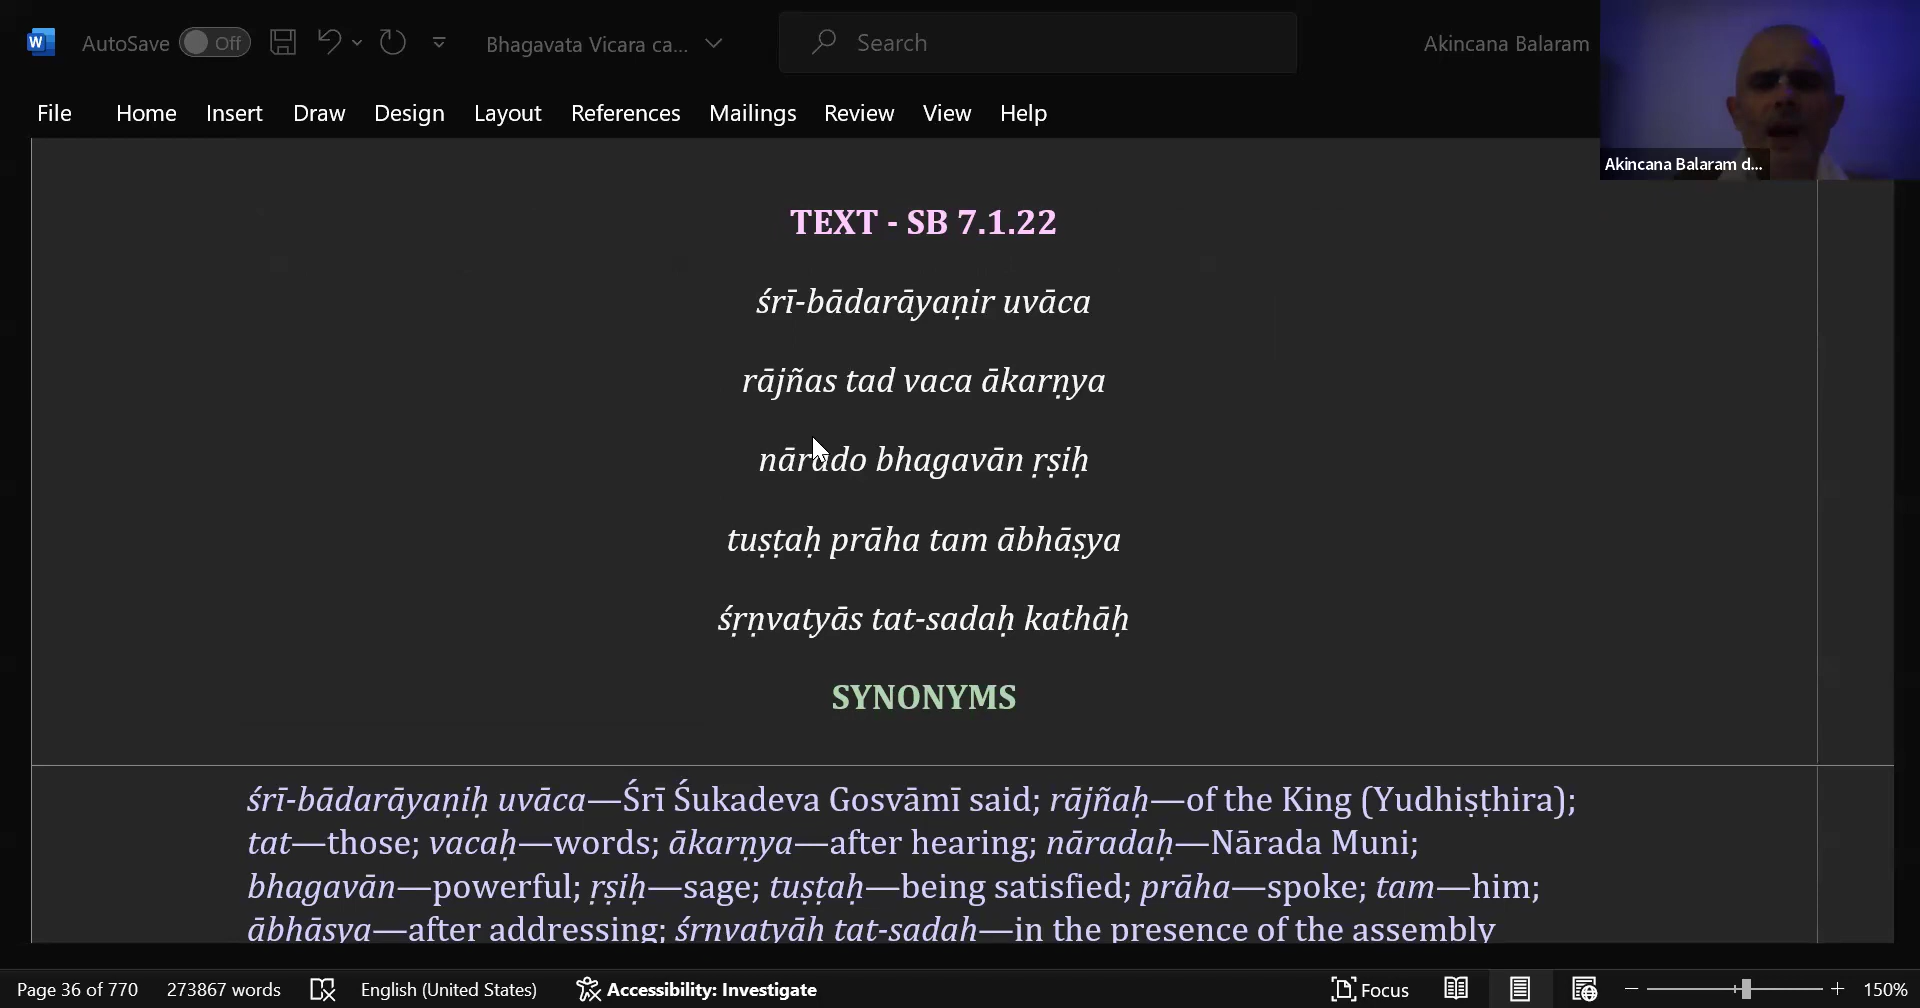 W AutoSave Off Bhagavata Vicara ca... Search Akincana Balaram
File Home Insert Draw Design Layout References Mailings Review View Help
Akincana Balaram d...
TEXT - SB 7.1.22
śrī-bādarāyaṇir uvāca
rājñas tad vaca ākarṇya
nārado bhagavān ṛṣiḥ
tuṣṭaḥ prāha tam ābhāṣya
śṛṇvatyās tat-sadaḥ kathāḥ
SYNONYMS
śrī-bādarāyaṇiḥ uvāca—Śrī Śukadeva Gosvāmī said; rājñaḥ—of the King (Yudhiṣṭhira);
tat—those; vacaḥ—words; ākarṇya—after hearing; nāradaḥ—Nārada Muni;
bhagavān—powerful; ṛṣiḥ—sage; tuṣṭaḥ—being satisfied; prāha—spoke; tam—him;
ābhāṣya—after addressing; śṛṇvatyāḥ tat-sadaḥ—in the presence of the assembly
Page 36 of 770 273867 words English (United States) Accessibility: Investigate Focus 150%